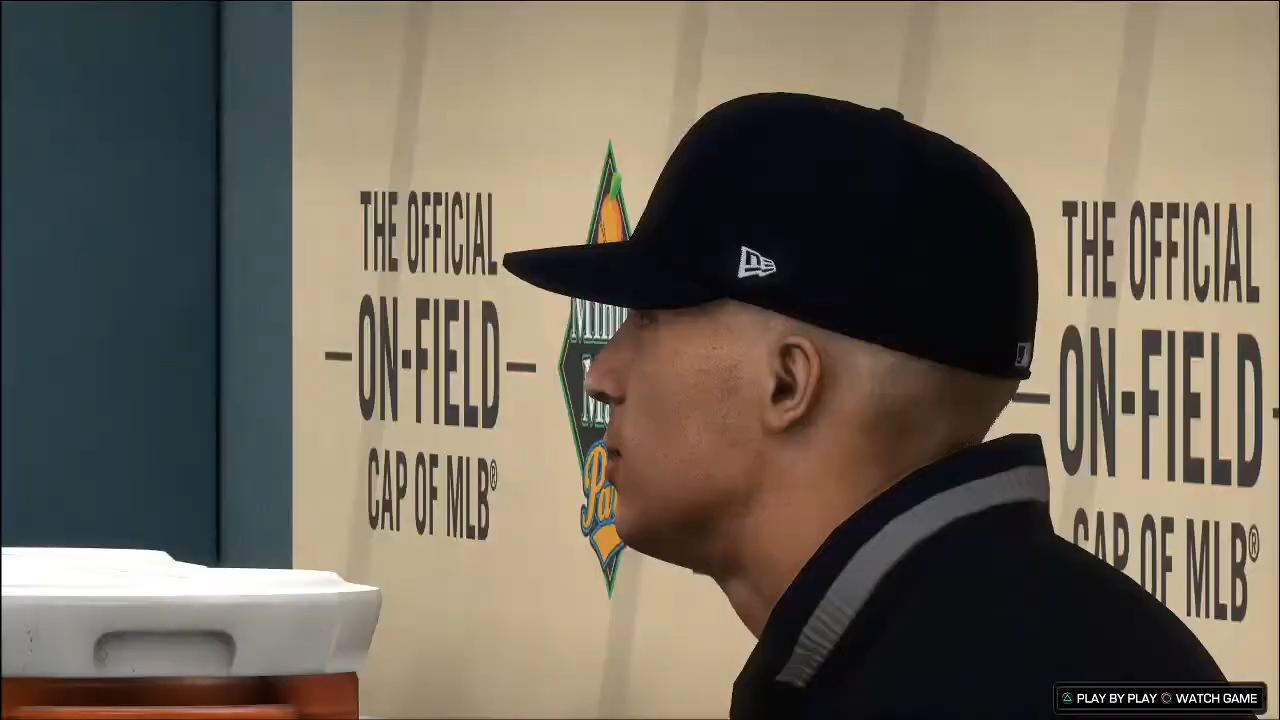 THE OFFICIAL
ON-FIELD
CAP OF MLB®
THE OFFICIAL
ON-FIELD
CAP OF MLB®
PLAY BY PLAY WATCH GAME